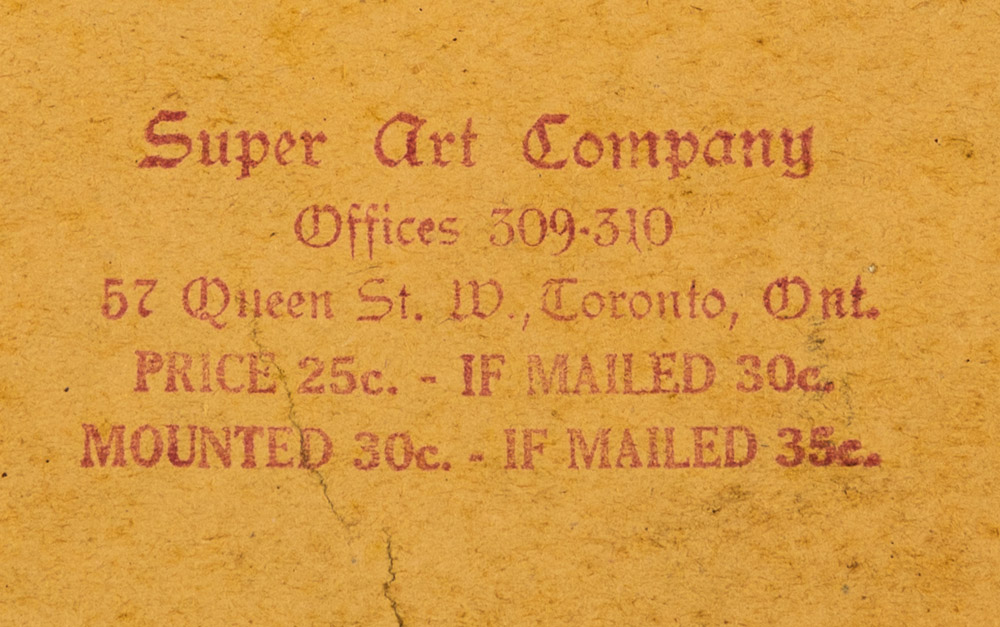 Super Art Company
Offices 309-310
57 Queen St. W., Toronto, Ont.
PRICE 25c. - IF MAILED 30c.
MOUNTED 30c. - IF MAILED 35c.